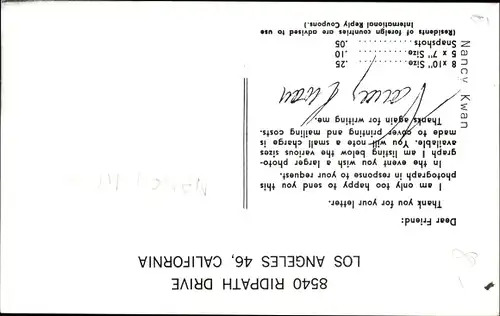 8540 RIDPATH DRIVE
LOS ANGELES 46, CALIFORNIA
Dear Friend:
Thank you for your letter.
I am only too happy to send you this
photograph in response to your request.
In the event you wish a larger photo-
graph I am listing below the various sizes
available. You will note a small charge is
made to cover printing and mailing costs.
Thanks again for writing me.
Nancy Kwan
8 x10" Size ......... .25
5 x 7" Size ......... .10
Snapshots ......... .05
(Residents of foreign countries are advised to use
International Reply Coupons.)
Nancy Kwan